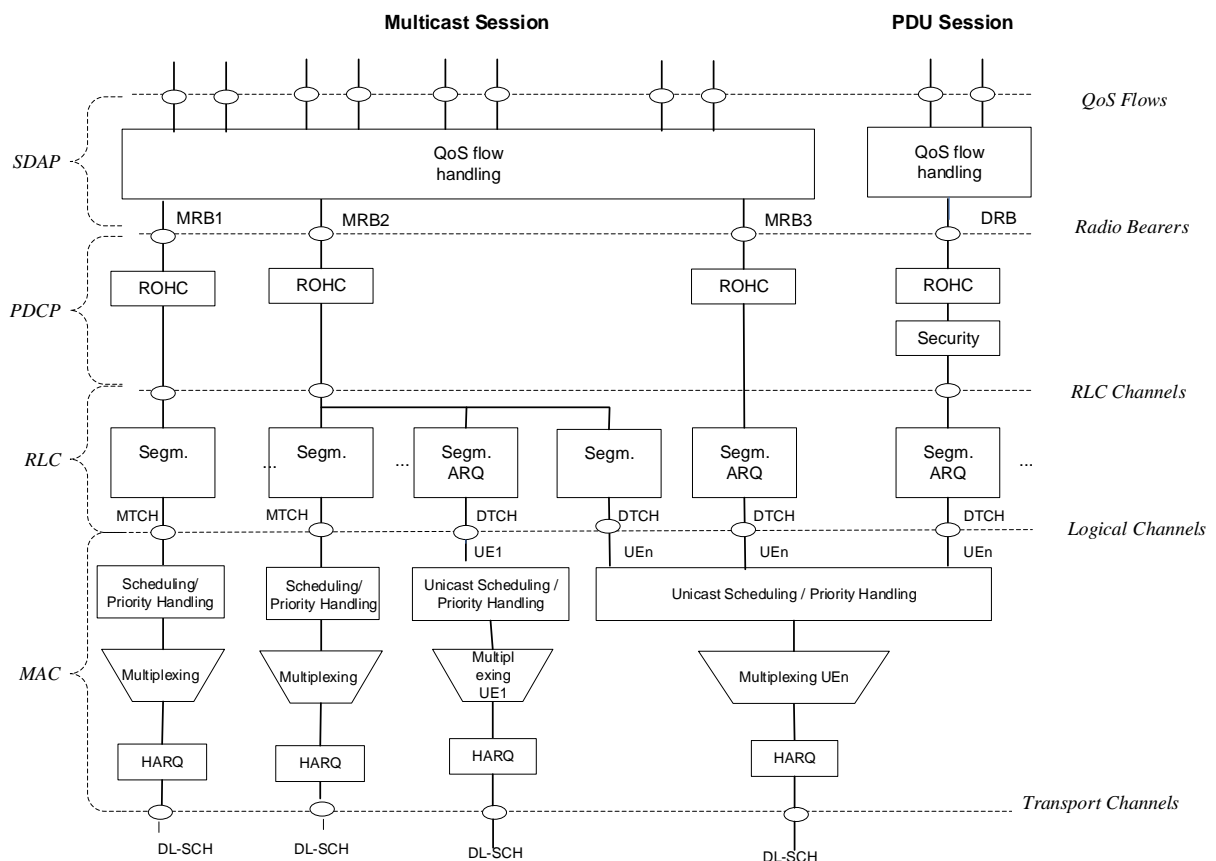 Multicast Session
PDU Session
QoS Flows
SDAP
QoS flow
handling
QoS flow
handling
MRB1
MRB2
MRB3
DRB
Radio Bearers
PDCP
ROHC
ROHC
ROHC
ROHC
Security
RLC Channels
RLC
Segm.
...
Segm.
...
Segm.
ARQ
Segm.
Segm.
ARQ
Segm.
ARQ
...
MTCH
MTCH
DTCH
DTCH
DTCH
DTCH
Logical Channels
UE1
UEn
UEn
UEn
MAC
Scheduling/
Priority Handling
Scheduling/
Priority Handling
Unicast Scheduling /
Priority Handling
Unicast Scheduling / Priority Handling
Multiplexing
Multiplexing
Multipl
exing
UE1
Multiplexing UEn
HARQ
HARQ
HARQ
HARQ
Transport Channels
DL-SCH
DL-SCH
DL-SCH
DL-SCH